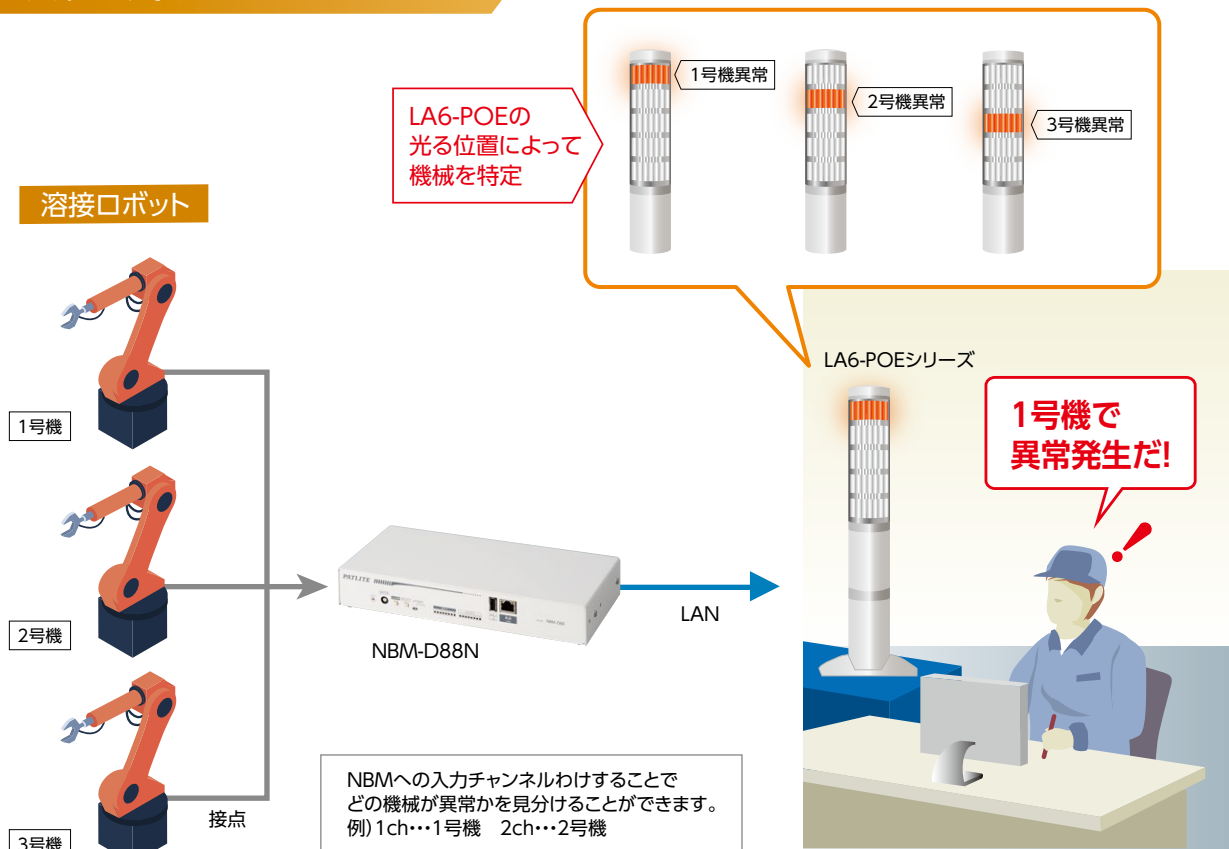 LA6-POEの
光る位置によって
機械を特定
1号機異常
2号機異常
3号機異常
溶接ロボット
1号機
2号機
3号機
接点
PATLITE
NBM-D88N
LAN
LA6-POEシリーズ
1号機で
異常発生だ!
NBMへの入力チャンネルわけすることで
どの機械が異常かを見分けることができます。
例)1ch･･･1号機　2ch･･･2号機